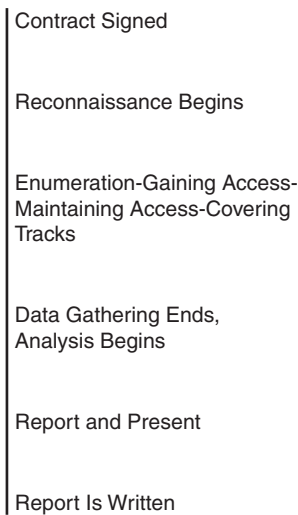 Contract Signed
Reconnaissance Begins
Enumeration-Gaining Access-
Maintaining Access-Covering
Tracks
Data Gathering Ends,
Analysis Begins
Report and Present
Report Is Written